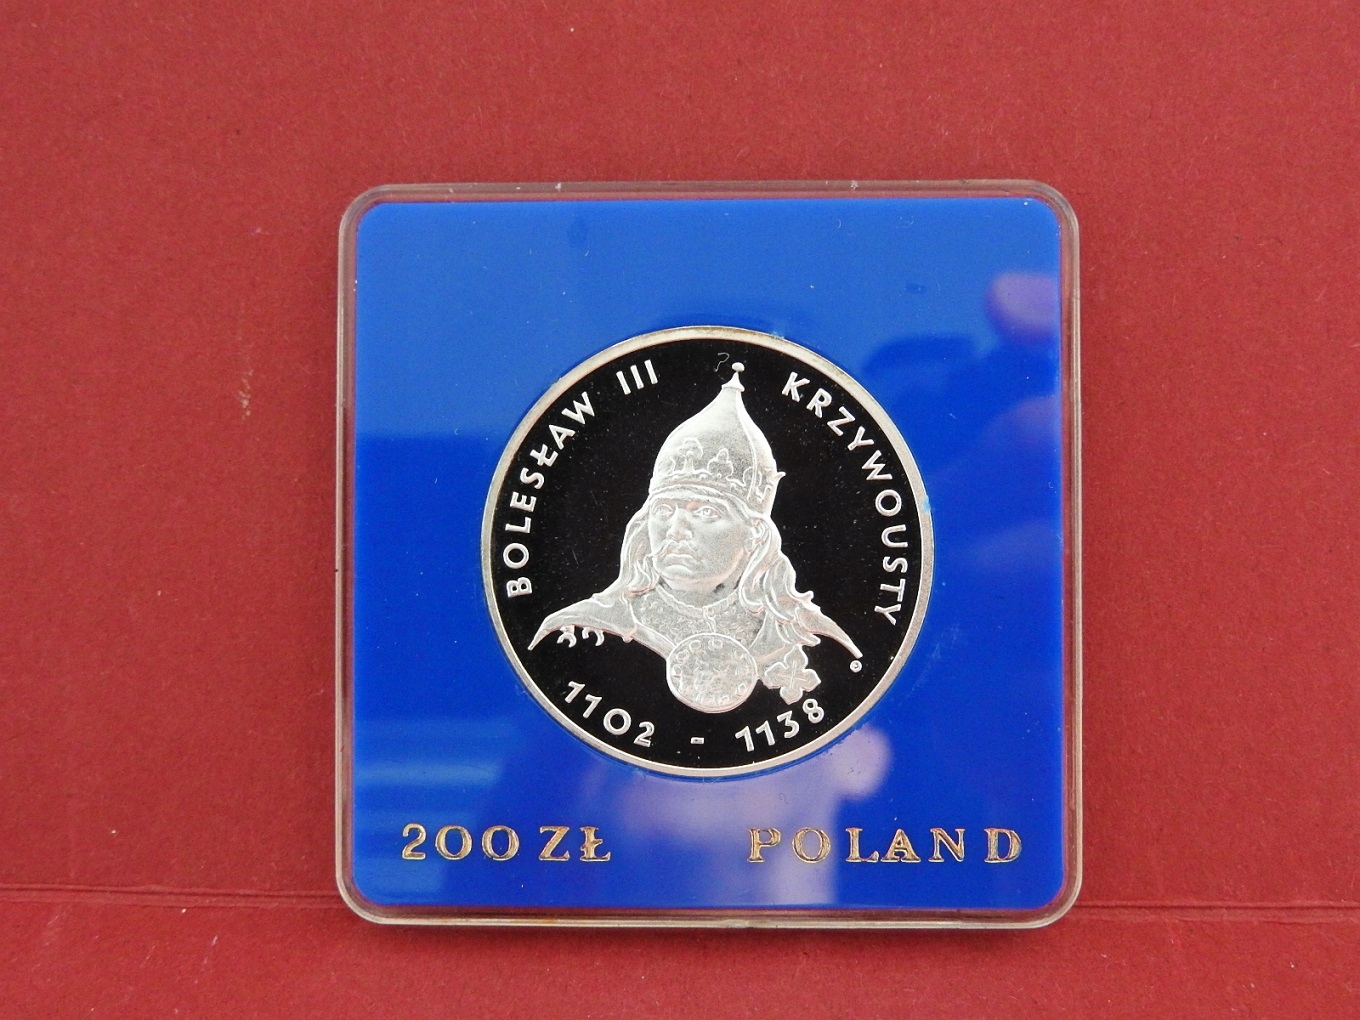 BOLESŁAW III KRZYWOUSTY
1102 - 1138
200 ZŁ POLAND